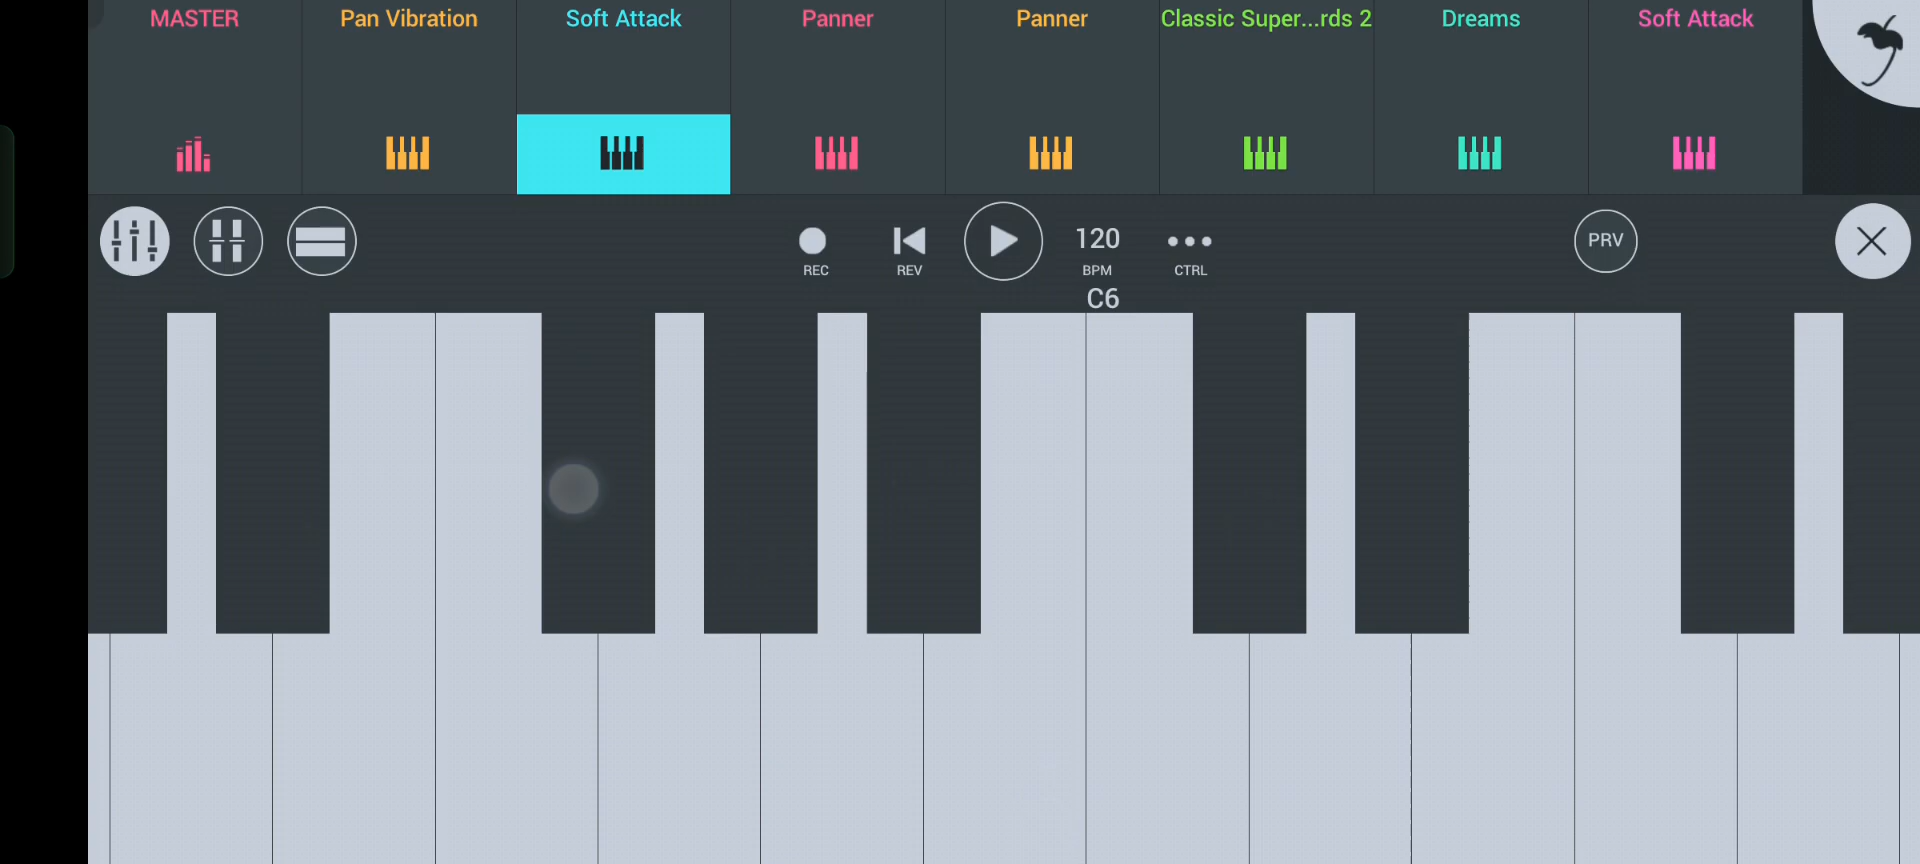 MASTER
Pan Vibration
Soft Attack
Panner
Panner
Classic Super...rds 2
Dreams
Soft Attack
REC
REV
120
BPM
CTRL
PRV
C6